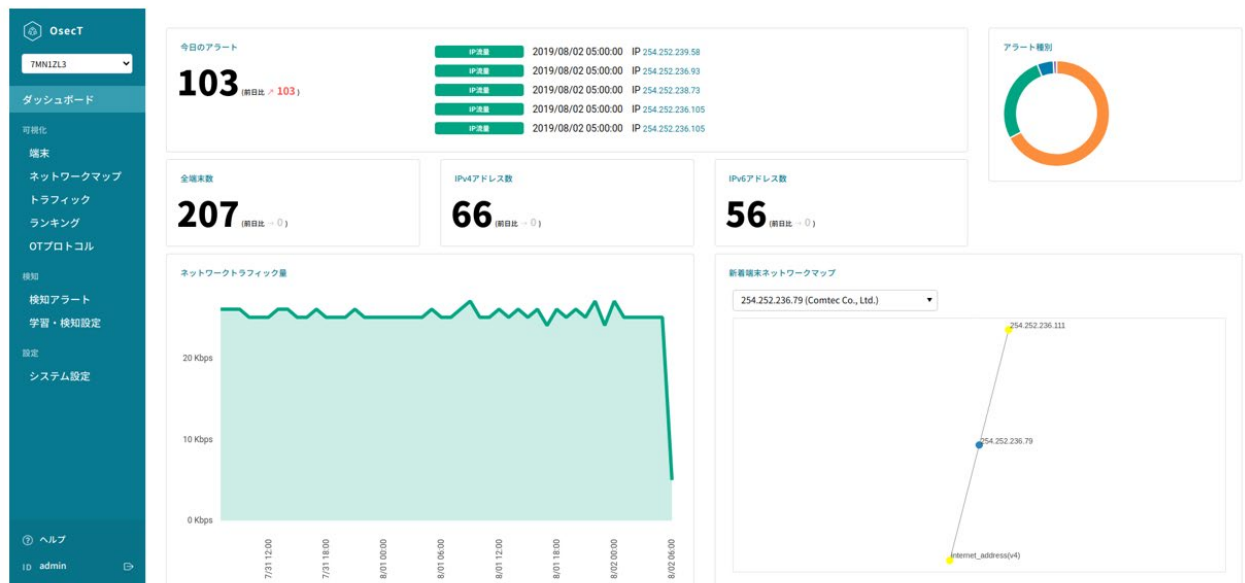 OsecT
7MN1ZL3
ダッシュボード
可視化
端末
ネットワークマップ
トラフィック
ランキング
OTプロトコル
検知
検知アラート
学習・検知設定
設定
システム設定
ヘルプ
ID admin
今日のアラート
103 (前日比 ↗ 103 )
IP流量 2019/08/02 05:00:00 IP 254.252.239.58
IP流量 2019/08/02 05:00:00 IP 254.252.236.93
IP流量 2019/08/02 05:00:00 IP 254.252.238.73
IP流量 2019/08/02 05:00:00 IP 254.252.236.105
IP流量 2019/08/02 05:00:00 IP 254.252.236.105
アラート種別
全端末数
207 (前日比 → 0 )
IPv4アドレス数
66 (前日比 → 0 )
IPv6アドレス数
56 (前日比 → 0 )
ネットワークトラフィック量
20 Kbps
10 Kbps
0 Kbps
7/31 12:00
7/31 18:00
8/01 00:00
8/01 06:00
8/01 12:00
8/01 18:00
8/02 00:00
8/02 06:00
新着端末ネットワークマップ
254.252.236.79 (Comtec Co., Ltd.)
254.252.236.111
254.252.236.79
internet_address(v4)